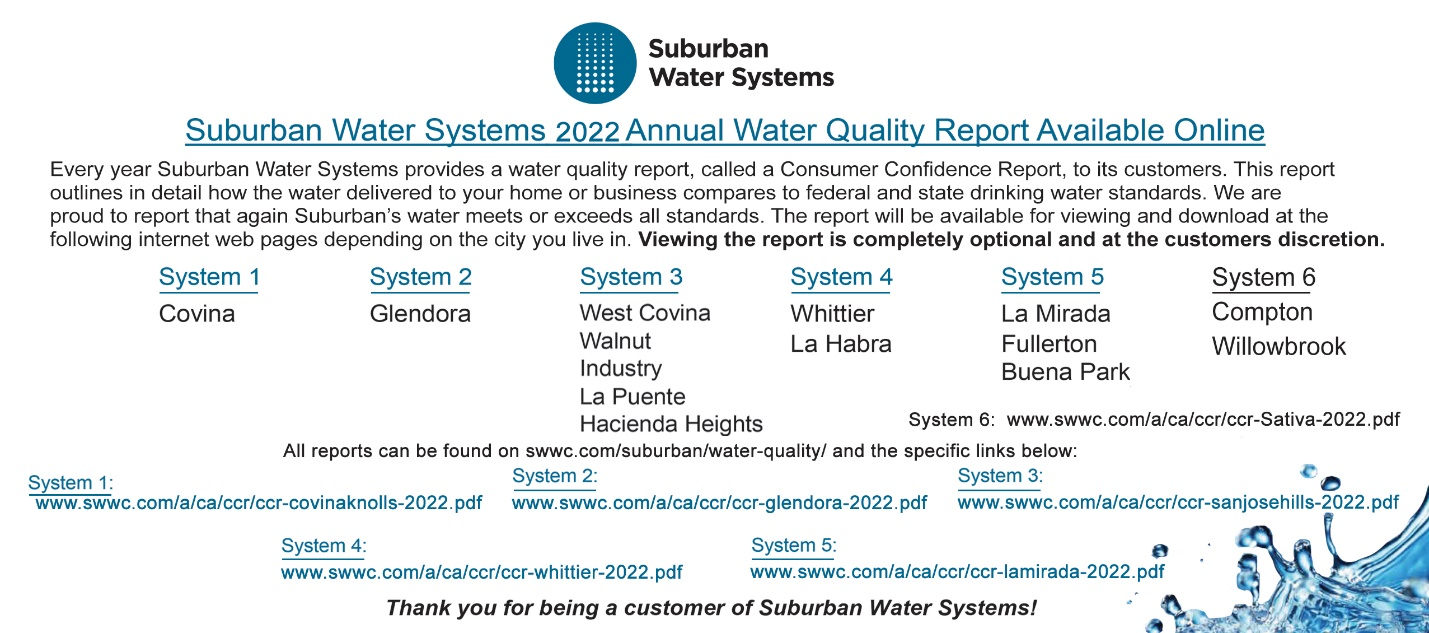 Suburban
Water Systems
Suburban Water Systems 2022 Annual Water Quality Report Available Online
Every year Suburban Water Systems provides a water quality report, called a Consumer Confidence Report, to its customers. This report
outlines in detail how the water delivered to your home or business compares to federal and state drinking water standards. We are
proud to report that again Suburban's water meets or exceeds all standards. The report will be available for viewing and download at the
following internet web pages depending on the city you live in. Viewing the report is completely optional and at the customers discretion.
System 1
Covina
System 2
Glendora
System 3
West Covina
Walnut
Industry
La Puente
Hacienda Heights
System 4
Whittier
La Habra
System 5
La Mirada
Fullerton
Buena Park
System 6
Compton
Willowbrook
System 6: www.swwc.com/a/ca/ccr/ccr-Sativa-2022.pdf
All reports can be found on swwc.com/suburban/water-quality/ and the specific links below:
System 1:
www.swwc.com/a/ca/ccr/ccr-covinaknolls-2022.pdf
System 2:
www.swwc.com/a/ca/ccr/ccr-glendora-2022.pdf
System 3:
www.swwc.com/a/ca/ccr/ccr-sanjosehills-2022.pdf
System 4:
www.swwc.com/a/ca/ccr/ccr-whittier-2022.pdf
System 5:
www.swwc.com/a/ca/ccr/ccr-lamirada-2022.pdf
Thank you for being a customer of Suburban Water Systems!